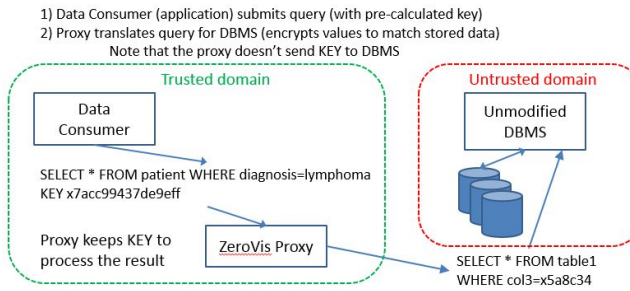 1) Data Consumer (application) submits query (with pre-calculated key)
2) Proxy translates query for DBMS (encrypts values to match stored data)
Note that the proxy doesn't send KEY to DBMS
Trusted domain
Data
Consumer
SELECT * FROM patient WHERE diagnosis=lymphoma
KEY x7acc99437de9eff
Proxy keeps KEY to
process the result
ZeroVis Proxy
Untrusted domain
Unmodified
DBMS
SELECT * FROM table1
WHERE col3=x5a8c34